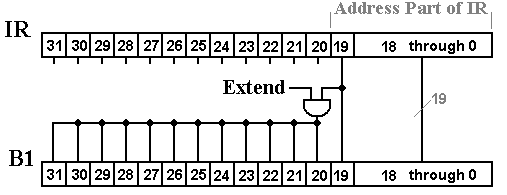 Address Part of IR
IR
31 30 29 28 27 26 25 24 23 22 21 20 19 18 through 0
Extend
19
B1
31 30 29 28 27 26 25 24 23 22 21 20 19 18 through 0